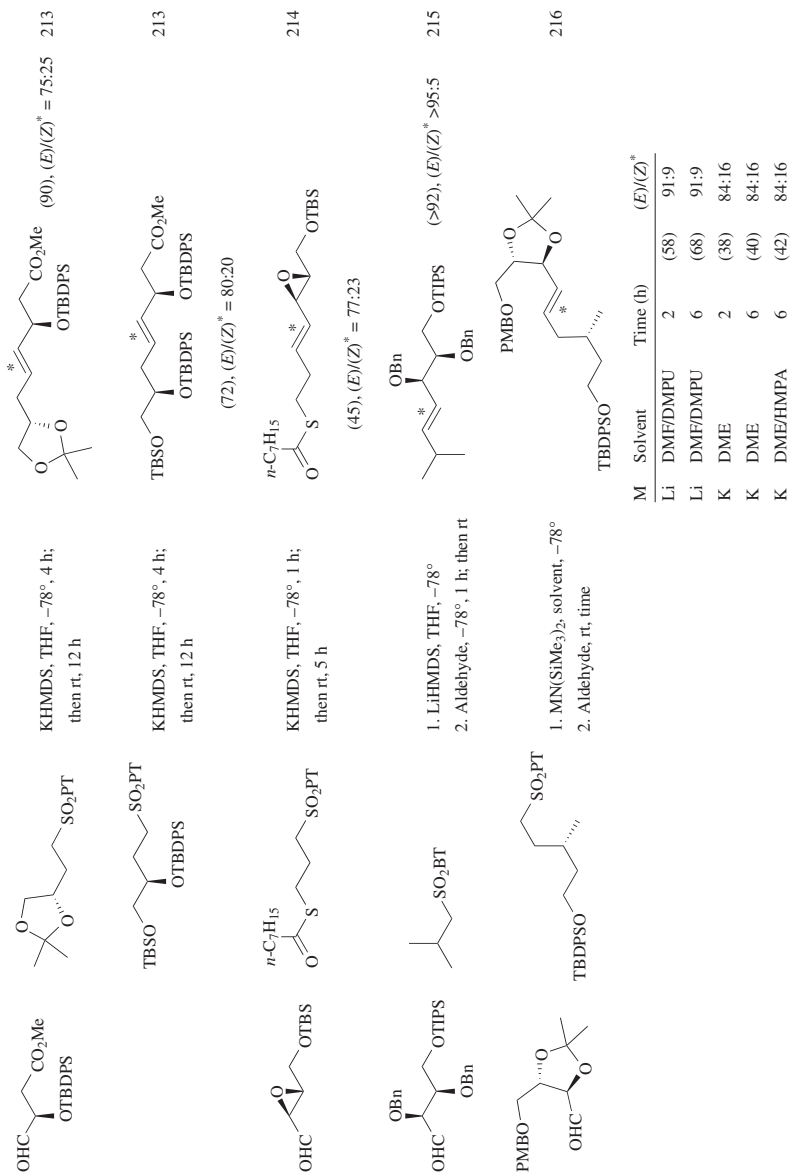 OHC CO2Me
OTBDPS
O
O
SO2PT
KHMDS, THF, −78°, 4 h;
then rt, 12 h
O
O
*
CO2Me
OTBDPS
(90), (E)/(Z)* = 75:25
213
TBSO SO2PT
OTBDPS
KHMDS, THF, −78°, 4 h;
then rt, 12 h
TBSO * CO2Me
OTBDPS OTBDPS
(72), (E)/(Z)* = 80:20
213
OHC O OTBS
n-C7H15 S SO2PT
O
KHMDS, THF, −78°, 1 h;
then rt, 5 h
n-C7H15 S * O OTBS
O
(45), (E)/(Z)* = 77:23
214
OBn
OHC OTIPS
OBn
SO2BT
1. LiHMDS, THF, −78°
2. Aldehyde, −78°, 1 h; then rt
OBn
* OTIPS
OBn
(>92), (E)/(Z)* >95:5
215
PMBO O
OHC O
TBDPSO SO2PT
1. MN(SiMe3)2, solvent, −78°
2. Aldehyde, rt, time
PMBO O
O
*
TBDPSO
216
M Solvent Time (h) (E)/(Z)*
Li DMF/DMPU 2 (58) 91:9
Li DMF/DMPU 6 (68) 91:9
K DME 2 (38) 84:16
K DME 6 (40) 84:16
K DME/HMPA 6 (42) 84:16